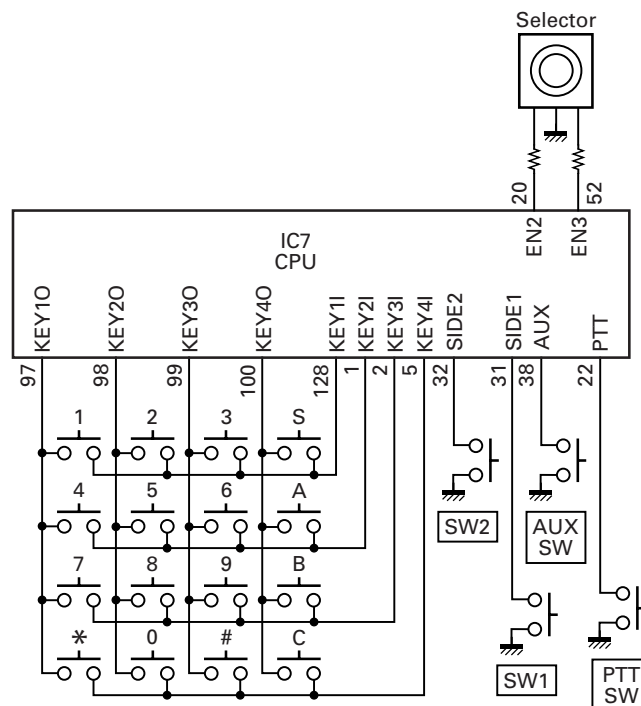 Selector
20
52
EN2
EN3
IC7
CPU
KEY1O
KEY2O
KEY3O
KEY4O
KEY1I
KEY2I
KEY3I
KEY4I
SIDE2
SIDE1
AUX
PTT
97
98
99
100
128
1
2
5
32
31
38
22
1 2 3 S
4 5 6 A
7 8 9 B
* 0 # C
SW2
AUX
SW
SW1
PTT
SW